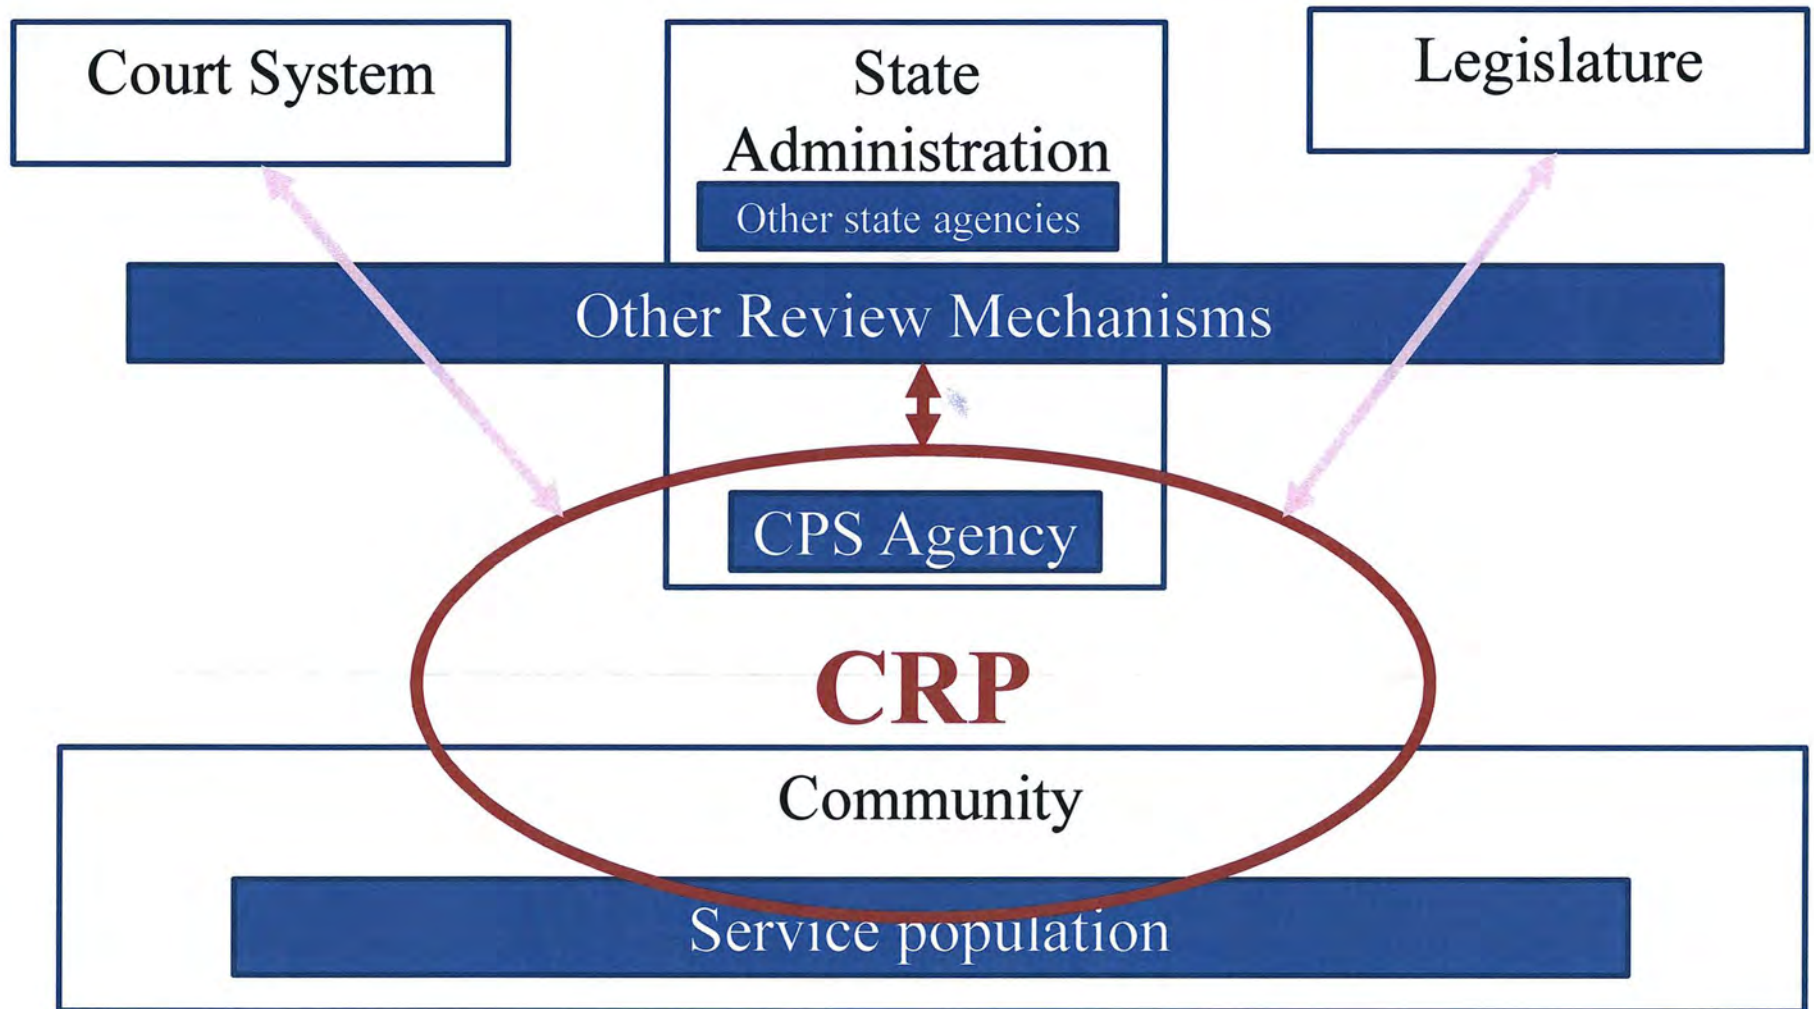 Court System
State
Administration
Legislature
Other state agencies
Other Review Mechanisms
CPS Agency
CRP
Community
Service population